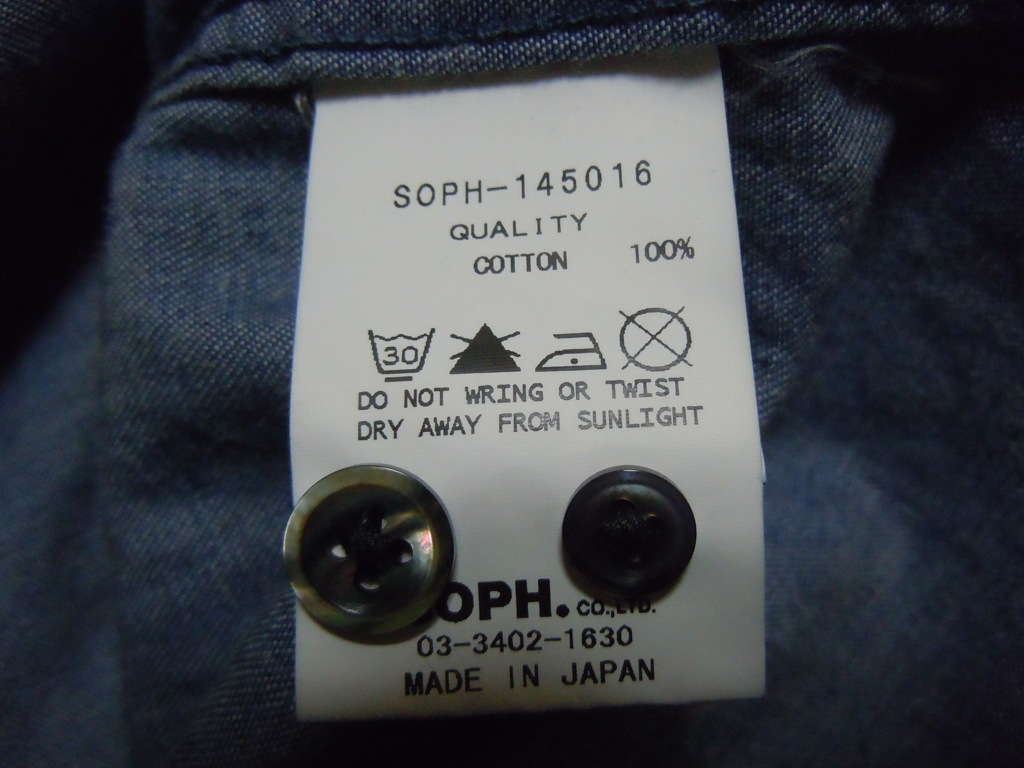 SOPH-145016
QUALITY
COTTON 100%
30
DO NOT WRING OR TWIST
DRY AWAY FROM SUNLIGHT
OPH. CO.,LTD.
03-3402-1630
MADE IN JAPAN